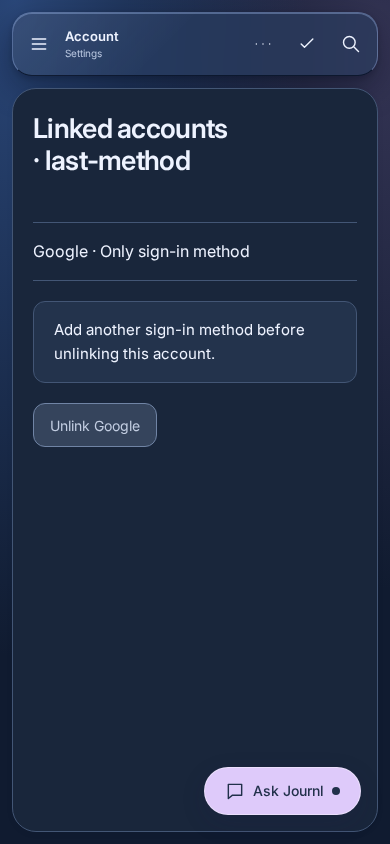 Account
Settings
Linked accounts
· last-method
Google · Only sign-in method
Add another sign-in method before
unlinking this account.
Unlink Google
Ask Journl